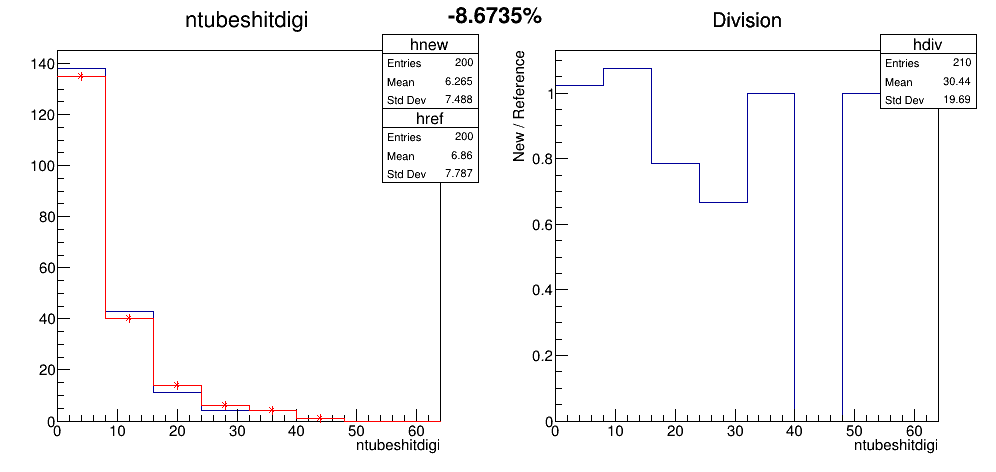 -8.6735%
ntubeshitdigi
hnew
Entries 200
Mean 6.265
Std Dev 7.488
href
Entries 200
Mean 6.86
Std Dev 7.787
140
120
100
80
60
40
20
0
0 10 20 30 40 50 60
ntubeshitdigi
Division
hdiv
Entries 210
Mean 30.44
Std Dev 19.69
New / Reference
1
0.8
0.6
0.4
0.2
0
0 10 20 30 40 50 60
ntubeshitdigi